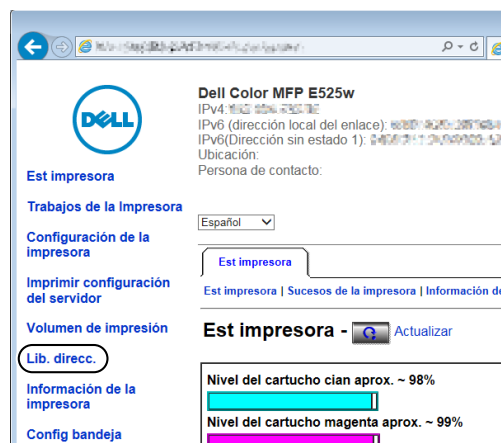 DELL
Dell Color MFP E525w
IPv4:
IPv6 (dirección local del enlace):
IPv6(Dirección sin estado 1):
Ubicación:
Persona de contacto:
Español
Est impresora
Trabajos de la Impresora
Configuración de la
impresora
Imprimir configuración
del servidor
Volumen de impresión
Lib. direcc.
Información de la
impresora
Config bandeja
Est impresora
Est impresora | Sucesos de la impresora | Información de
Est impresora - Actualizar
Nivel del cartucho cian aprox. ~ 98%
Nivel del cartucho magenta aprox. ~ 99%